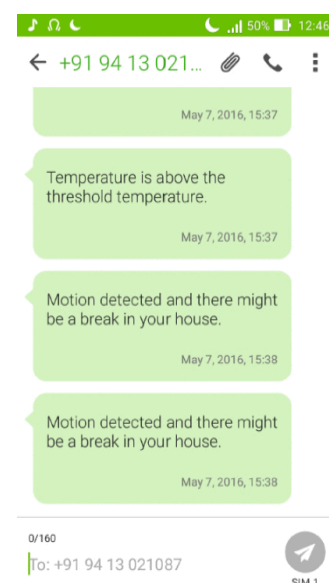 50% 12:46
+91 94 13 021...
May 7, 2016, 15:37
Temperature is above the
threshold temperature.
May 7, 2016, 15:37
Motion detected and there might
be a break in your house.
May 7, 2016, 15:38
Motion detected and there might
be a break in your house.
May 7, 2016, 15:38
0/160
To: +91 94 13 021087
SIM 1